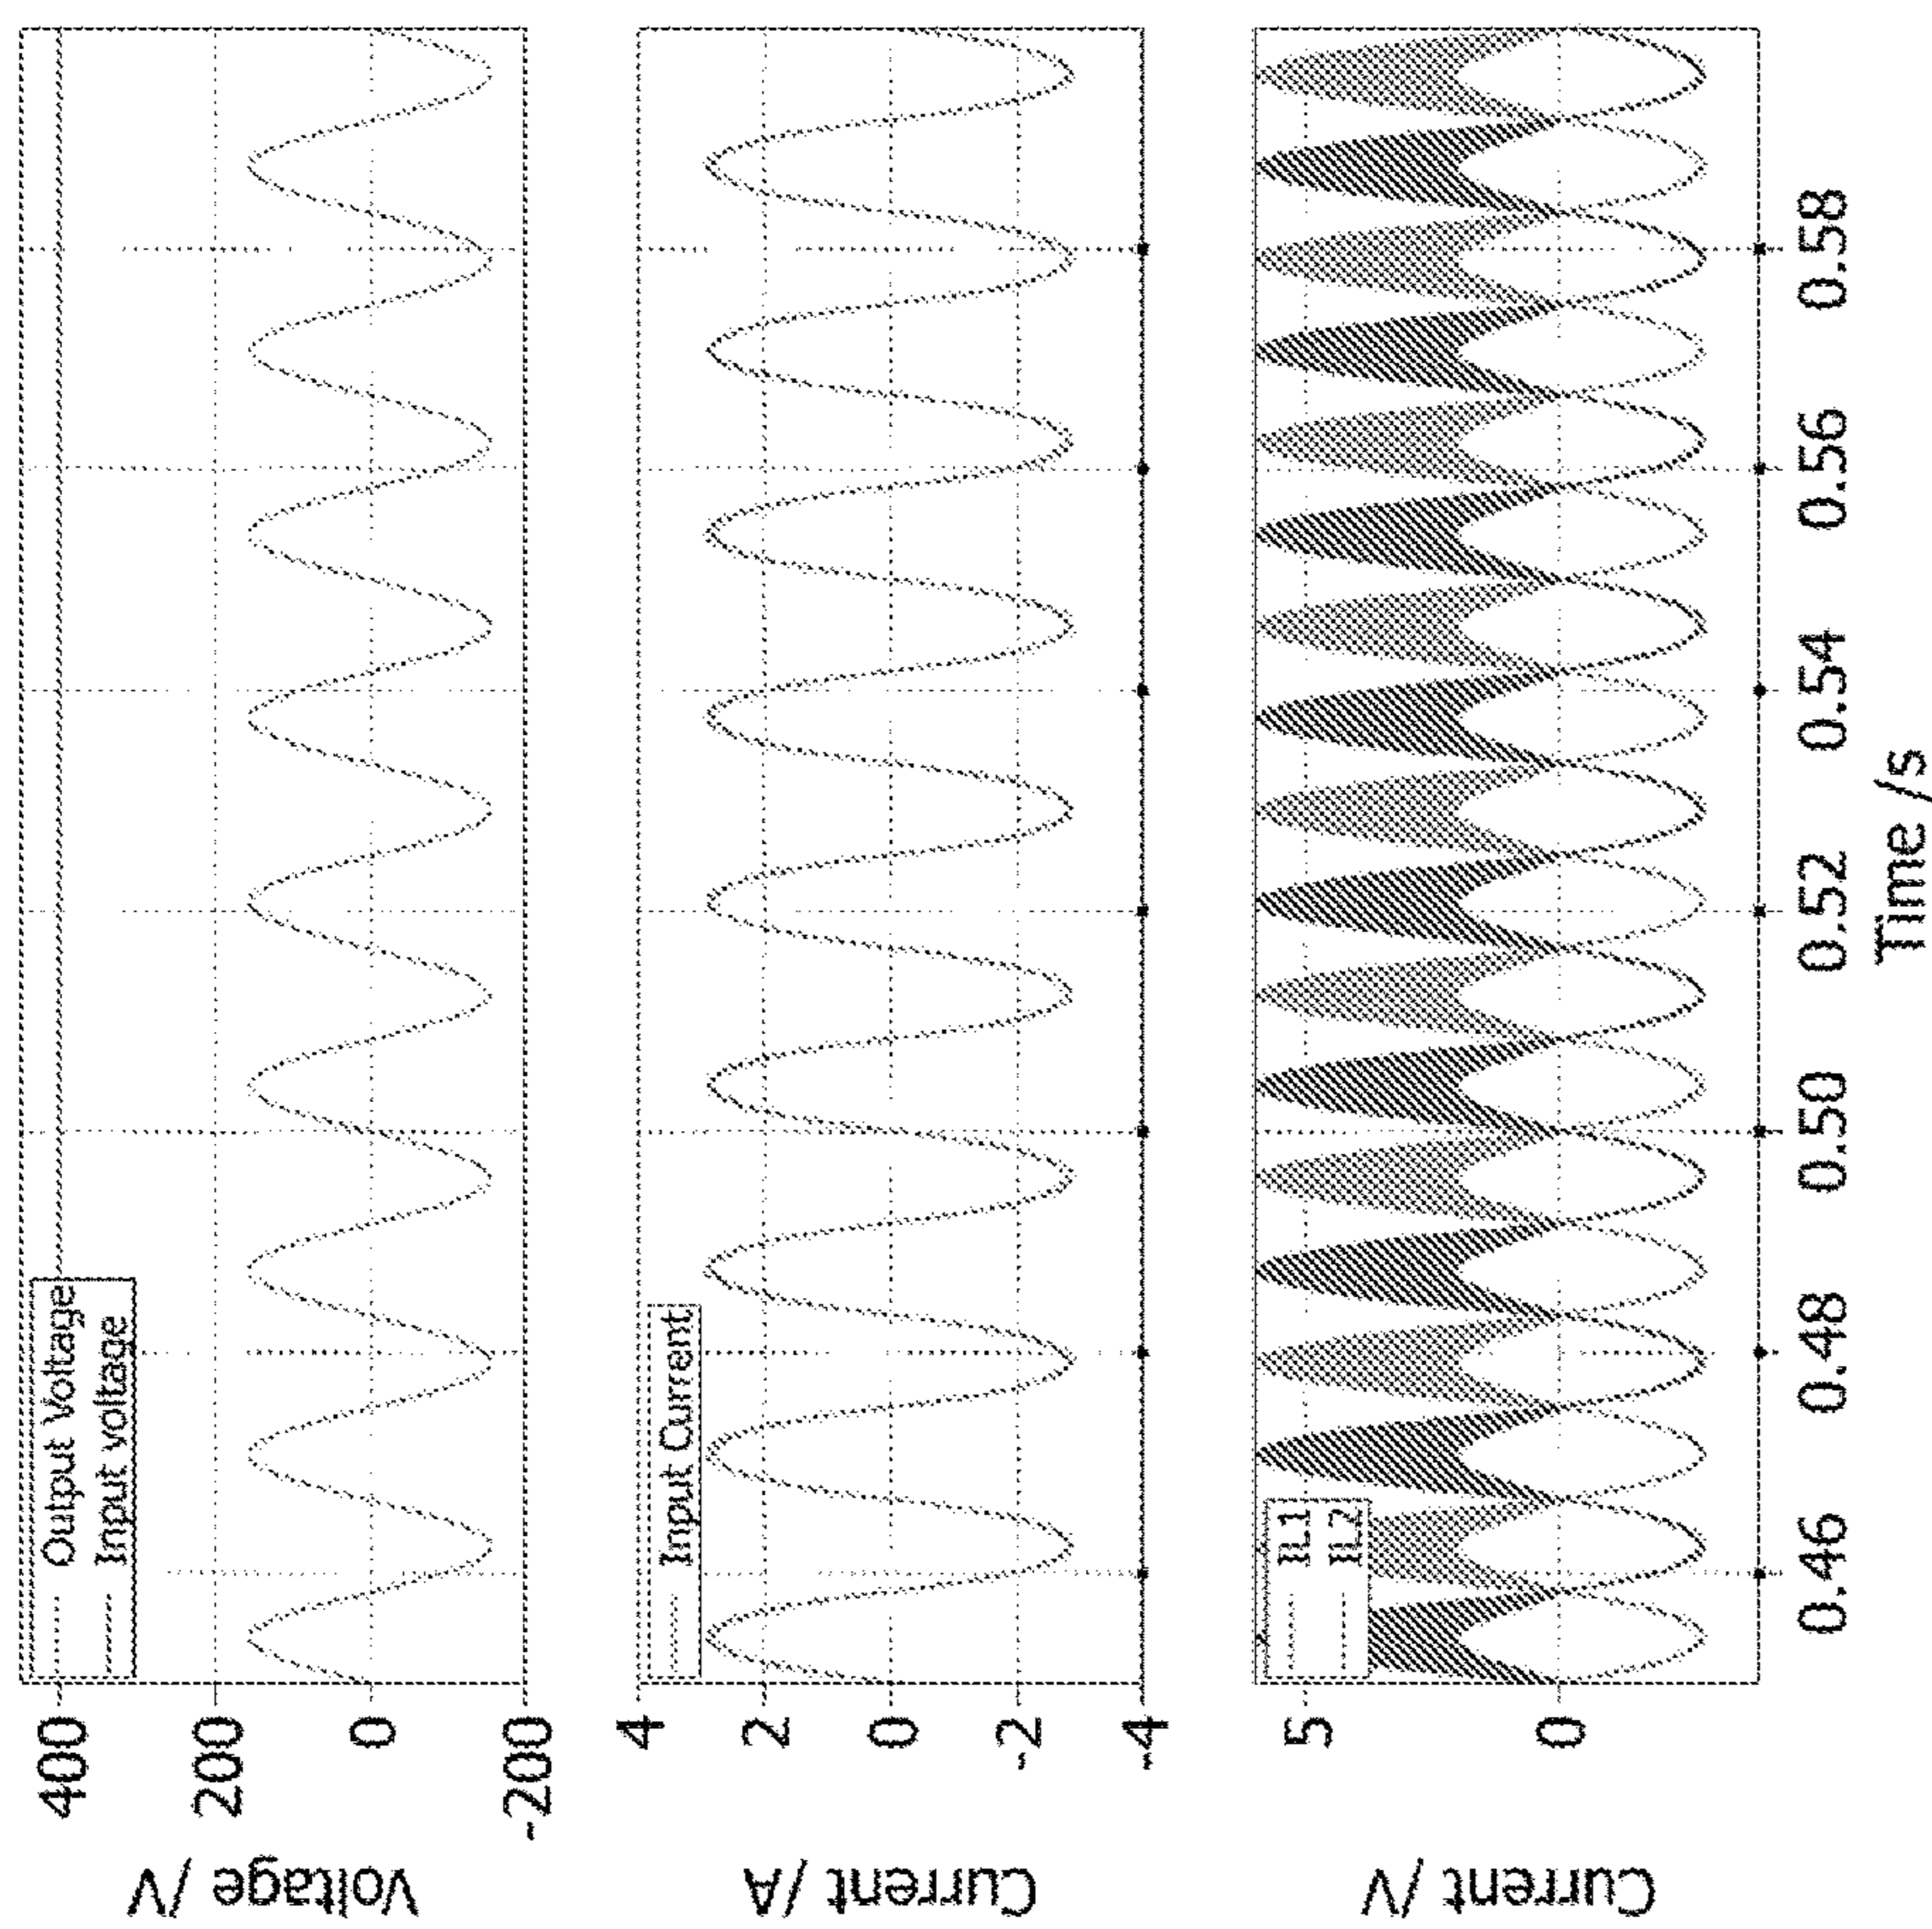 Voltage /V
400
200
0
-200
Output Voltage
Input voltage
Current /A
4
2
0
-2
-4
Input Current
Current /V
5
0
IL1
IL2
0.46 0.48 0.50 0.52 0.54 0.56 0.58
Time /s